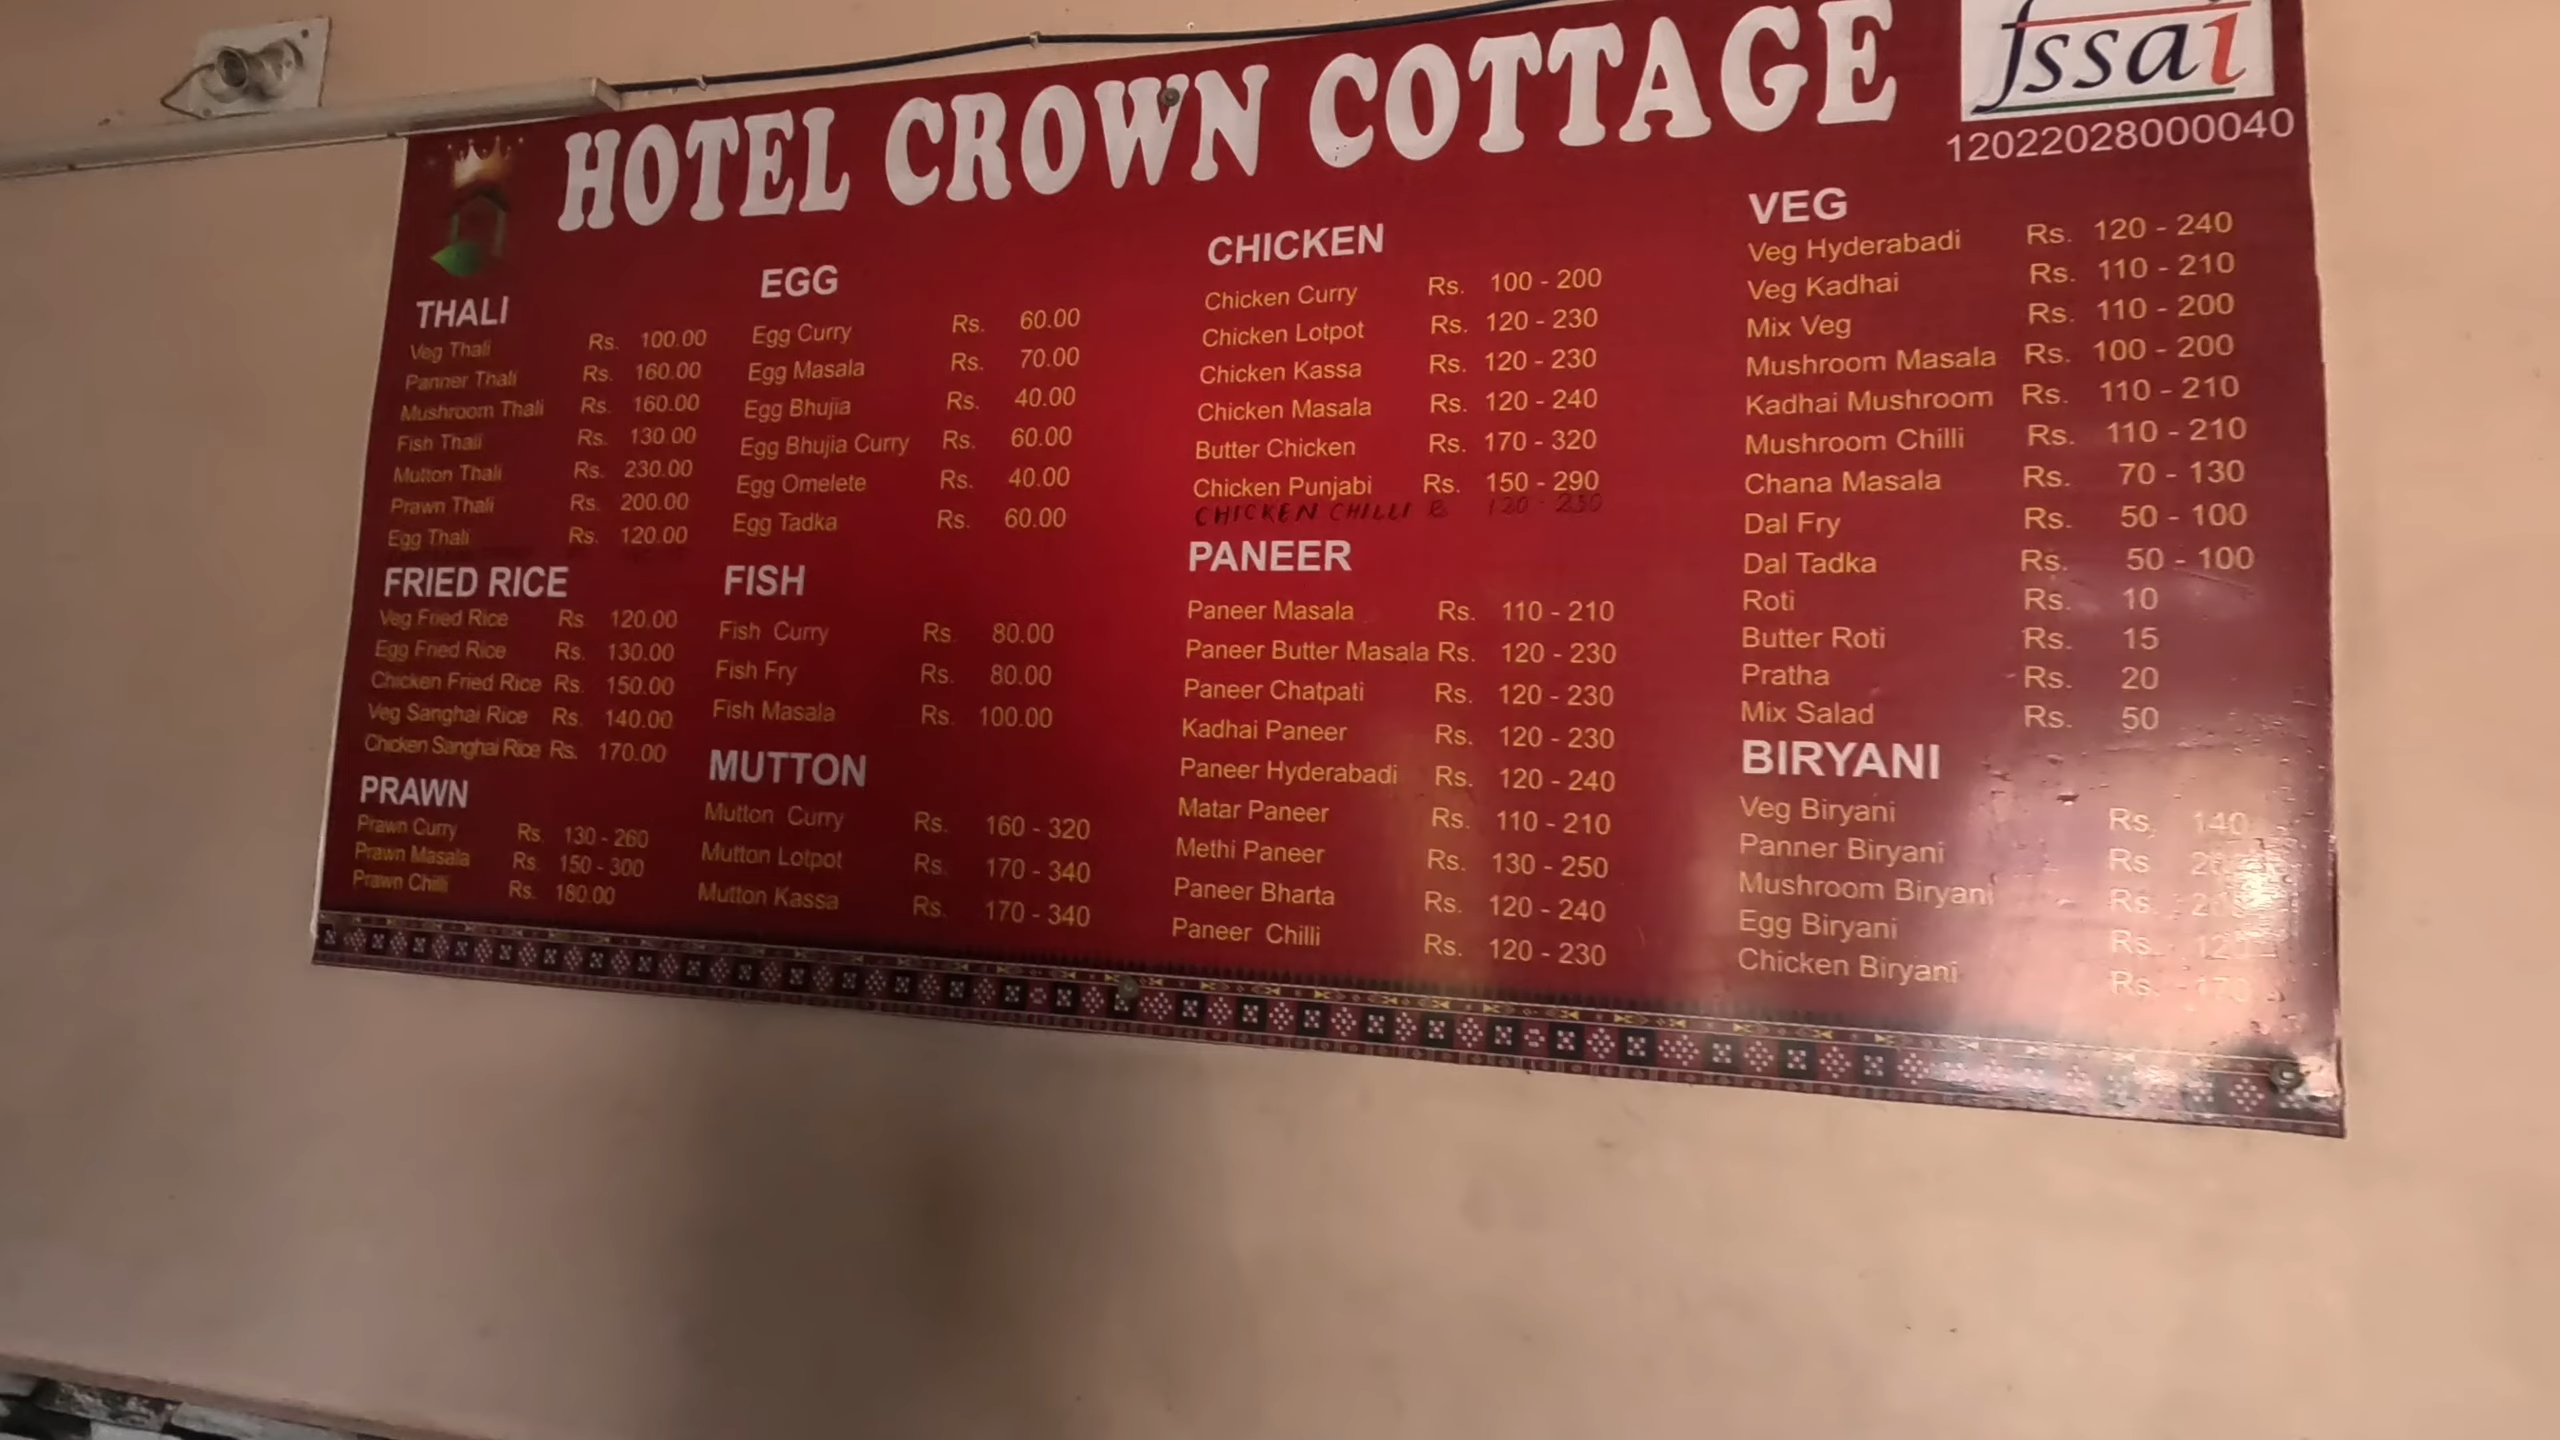 HOTEL CROWN COTTAGE
fssai
12022028000040
THALI
Veg Thali Rs. 100.00
Panner Thali Rs. 160.00
Mushroom Thali Rs. 160.00
Fish Thali Rs. 130.00
Mutton Thali Rs. 230.00
Prawn Thali Rs. 200.00
Egg Thali Rs. 120.00
FRIED RICE
Veg Fried Rice Rs. 120.00
Egg Fried Rice Rs. 130.00
Chicken Fried Rice Rs. 150.00
Veg Sanghai Rice Rs. 140.00
Chicken Sanghai Rice Rs. 170.00
PRAWN
Prawn Curry Rs. 130 - 260
Prawn Masala Rs. 150 - 300
Prawn Chilli Rs. 180.00
EGG
Egg Curry Rs. 60.00
Egg Masala Rs. 70.00
Egg Bhujia Rs. 40.00
Egg Bhujia Curry Rs. 60.00
Egg Omelete Rs. 40.00
Egg Tadka Rs. 60.00
FISH
Fish Curry Rs. 80.00
Fish Fry Rs. 80.00
Fish Masala Rs. 100.00
MUTTON
Mutton Curry Rs. 160 - 320
Mutton Lotpot Rs. 170 - 340
Mutton Kassa Rs. 170 - 340
CHICKEN
Chicken Curry Rs. 100 - 200
Chicken Lotpot Rs. 120 - 230
Chicken Kassa Rs. 120 - 230
Chicken Masala Rs. 120 - 240
Butter Chicken Rs. 170 - 320
Chicken Punjabi Rs. 150 - 290
CHICKEN CHILLI 120 - 230
PANEER
Paneer Masala Rs. 110 - 210
Paneer Butter Masala Rs. 120 - 230
Paneer Chatpati Rs. 120 - 230
Kadhai Paneer Rs. 120 - 230
Paneer Hyderabadi Rs. 120 - 240
Matar Paneer Rs. 110 - 210
Methi Paneer Rs. 130 - 250
Paneer Bharta Rs. 120 - 240
Paneer Chilli Rs. 120 - 230
VEG
Veg Hyderabadi Rs. 120 - 240
Veg Kadhai Rs. 110 - 210
Mix Veg Rs. 110 - 200
Mushroom Masala Rs. 100 - 200
Kadhai Mushroom Rs. 110 - 210
Mushroom Chilli Rs. 110 - 210
Chana Masala Rs. 70 - 130
Dal Fry Rs. 50 - 100
Dal Tadka Rs. 50 - 100
Roti Rs. 10
Butter Roti Rs. 15
Pratha Rs. 20
Mix Salad Rs. 50
BIRYANI
Veg Biryani Rs. 140
Panner Biryani Rs.
Mushroom Biryani Rs.
Egg Biryani Rs.
Chicken Biryani Rs. 170